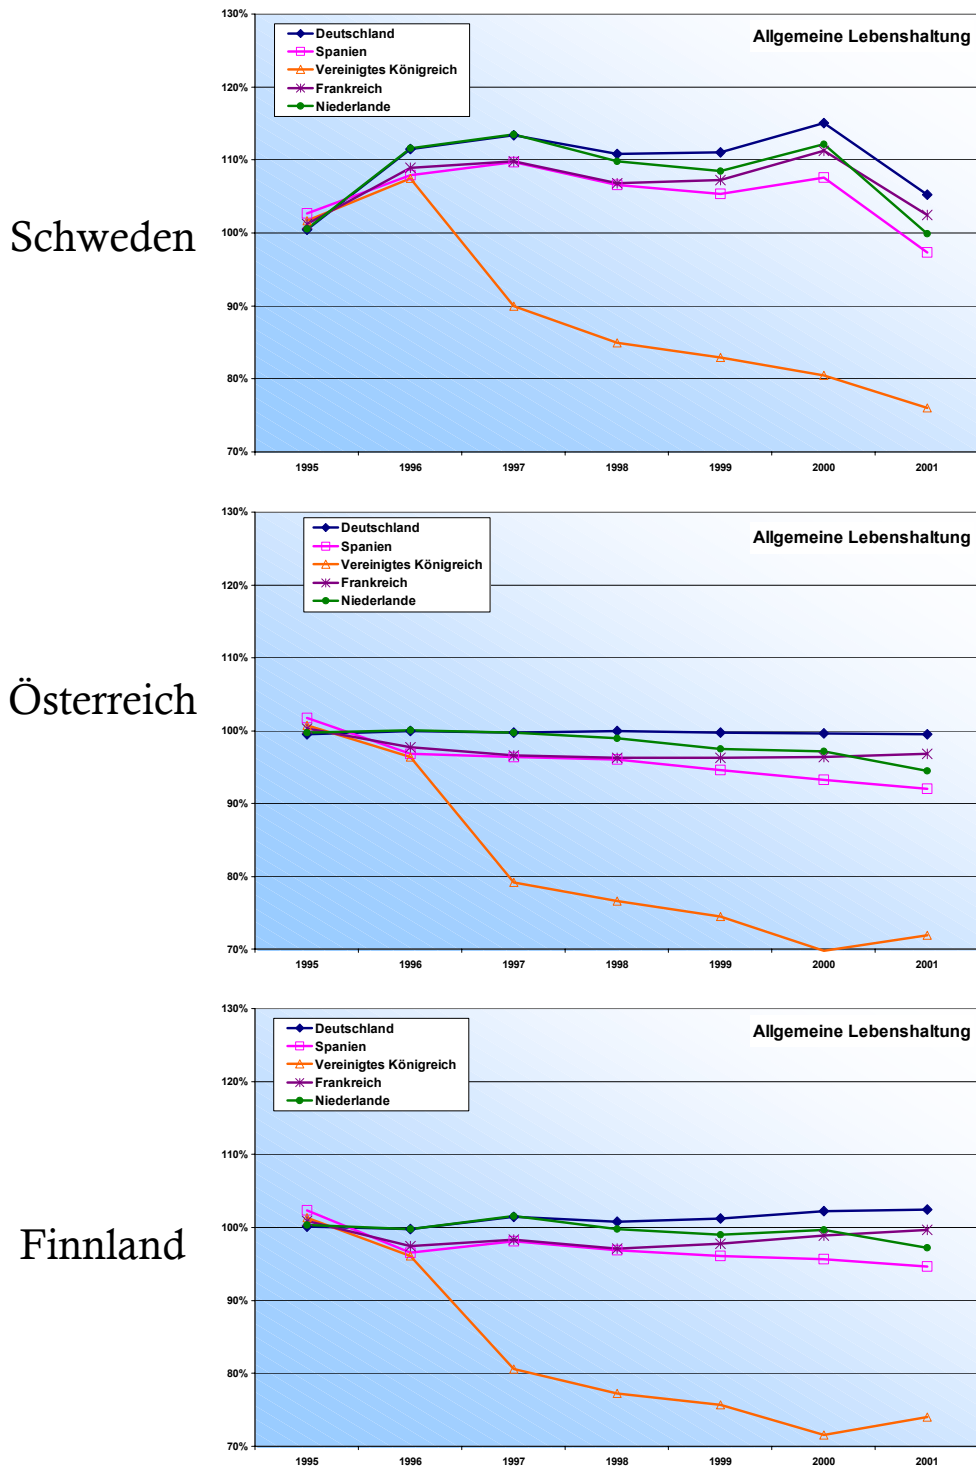 Schweden
Allgemeine Lebenshaltung
Deutschland
Spanien
Vereinigtes Königreich
Frankreich
Niederlande
130%
120%
110%
100%
90%
80%
70%
1995 1996 1997 1998 1999 2000 2001
Österreich
Allgemeine Lebenshaltung
Deutschland
Spanien
Vereinigtes Königreich
Frankreich
Niederlande
130%
120%
110%
100%
90%
80%
70%
1995 1996 1997 1998 1999 2000 2001
Finnland
Allgemeine Lebenshaltung
Deutschland
Spanien
Vereinigtes Königreich
Frankreich
Niederlande
130%
120%
110%
100%
90%
80%
70%
1995 1996 1997 1998 1999 2000 2001